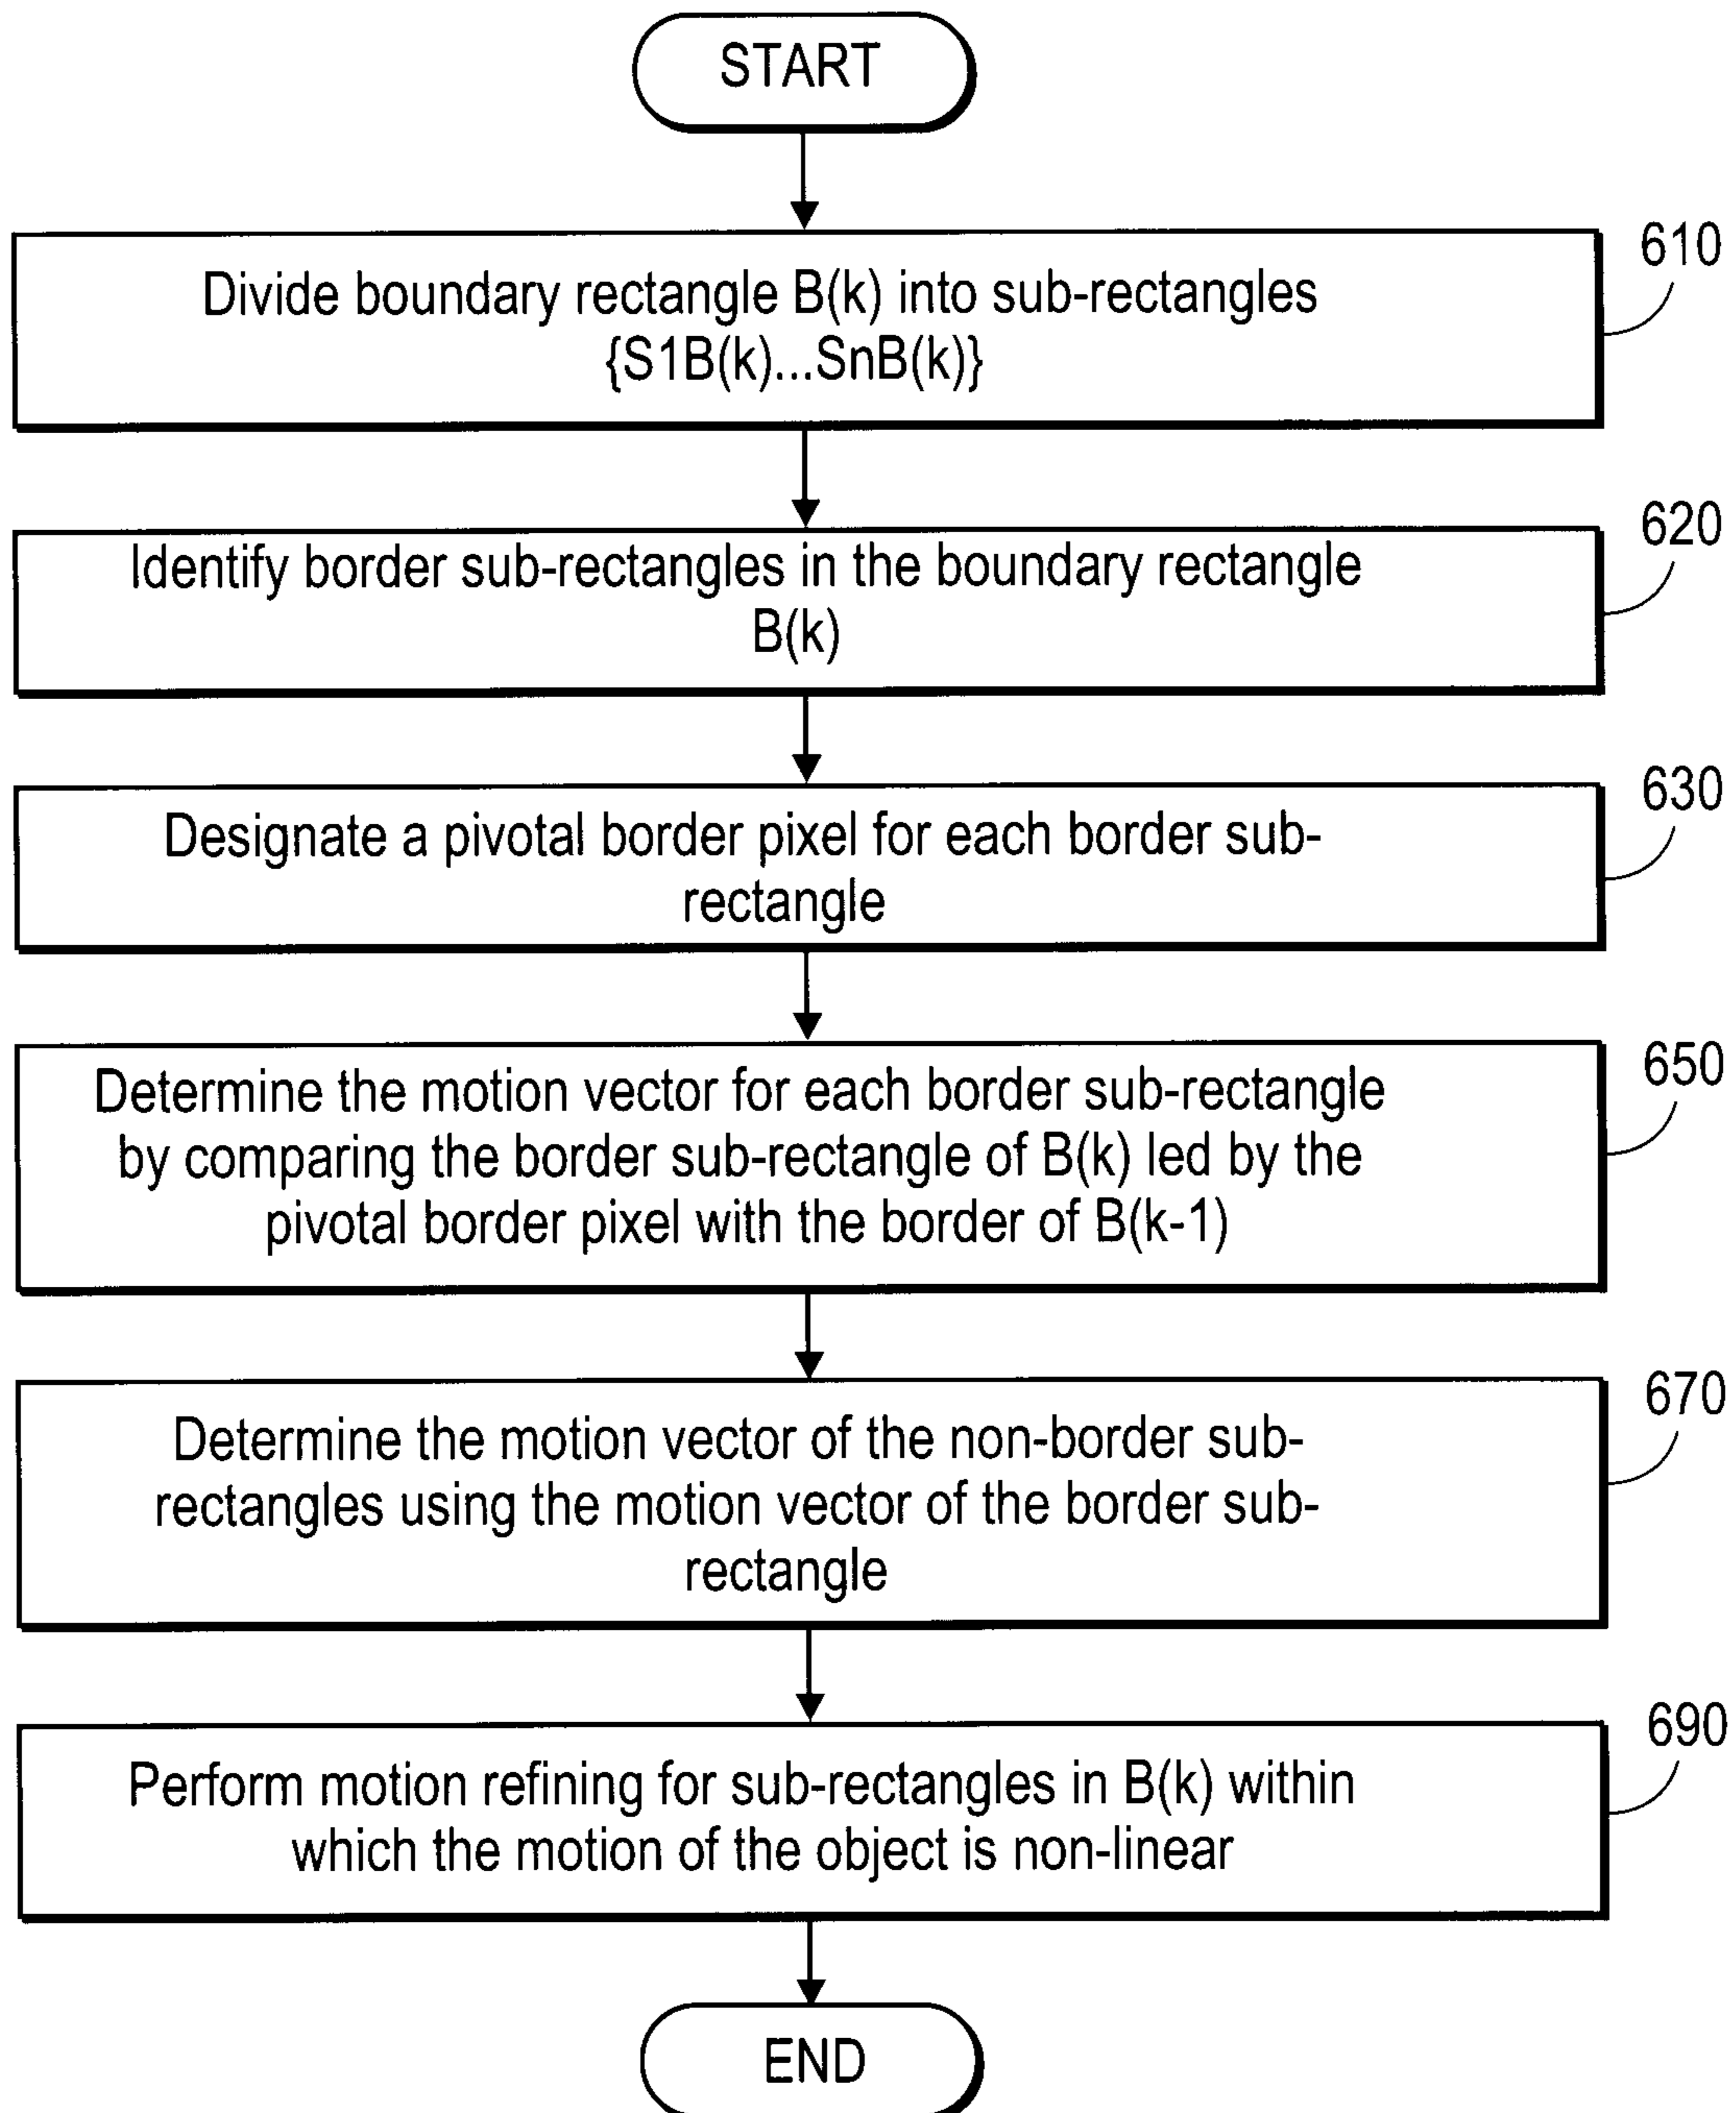 START
610
Divide boundary rectangle B(k) into sub-rectangles
{S1B(k)...SnB(k)}
620
Identify border sub-rectangles in the boundary rectangle
B(k)
630
Designate a pivotal border pixel for each border sub-
rectangle
650
Determine the motion vector for each border sub-rectangle
by comparing the border sub-rectangle of B(k) led by the
pivotal border pixel with the border of B(k-1)
670
Determine the motion vector of the non-border sub-
rectangles using the motion vector of the border sub-
rectangle
690
Perform motion refining for sub-rectangles in B(k) within
which the motion of the object is non-linear
END